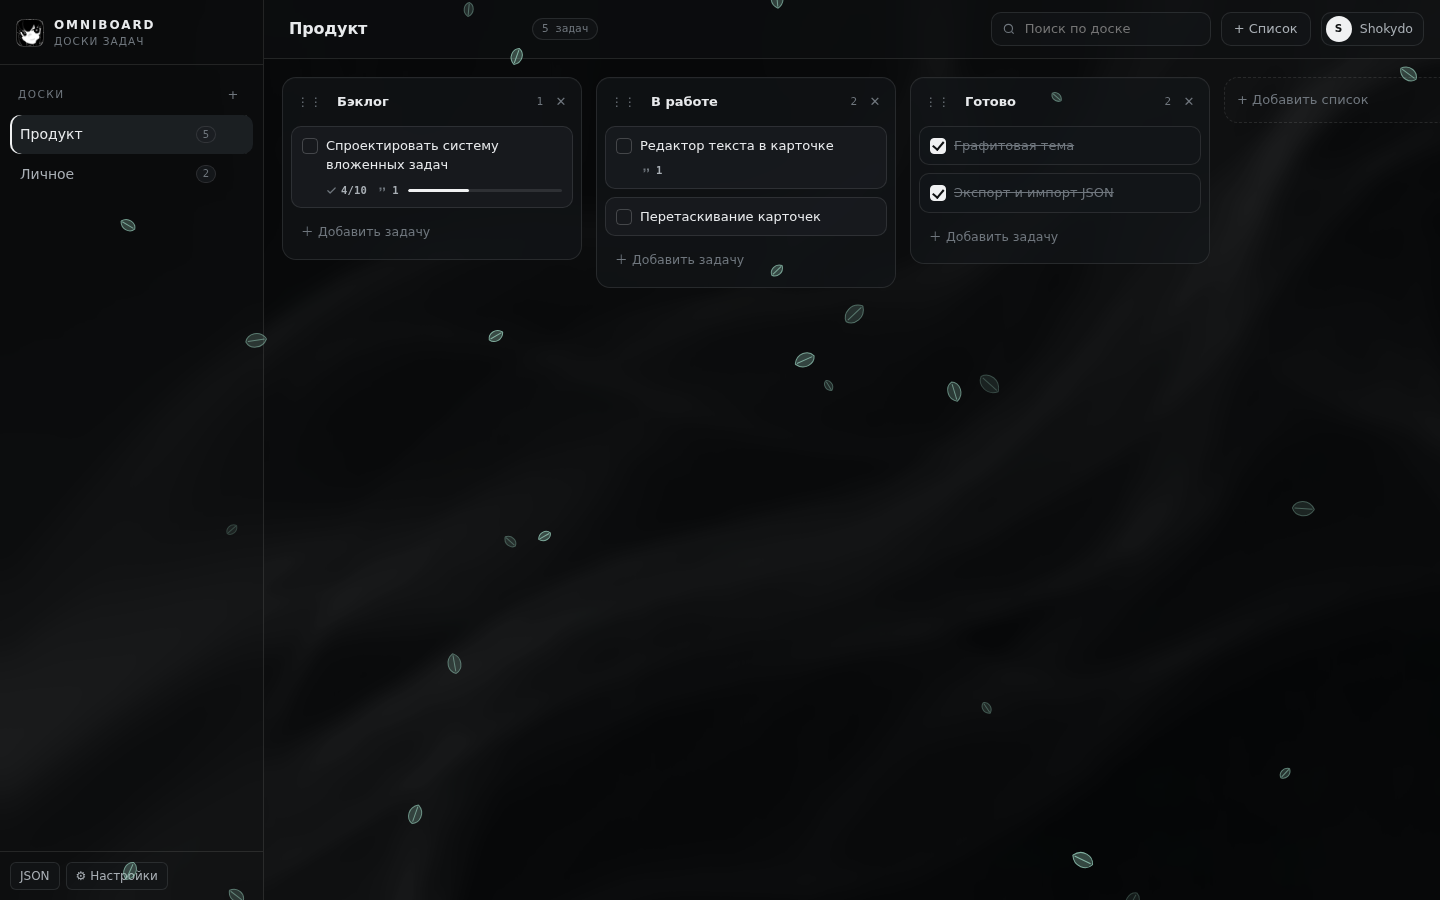 OMNIBOARD
ДОСКИ ЗАДАЧ
ДОСКИ
+
Продукт
5
Личное
2
JSON
⚙ Настройки
Продукт
5 задач
Поиск по доске
+ Список
S
Shokydo
Бэклог
1 ✕
Спроектировать систему
вложенных задач
4/10
1
+ Добавить задачу
В работе
2 ✕
Редактор текста в карточке
1
Перетаскивание карточек
+ Добавить задачу
Готово
2 ✕
Графитовая тема
Экспорт и импорт JSON
+ Добавить задачу
+ Добавить список